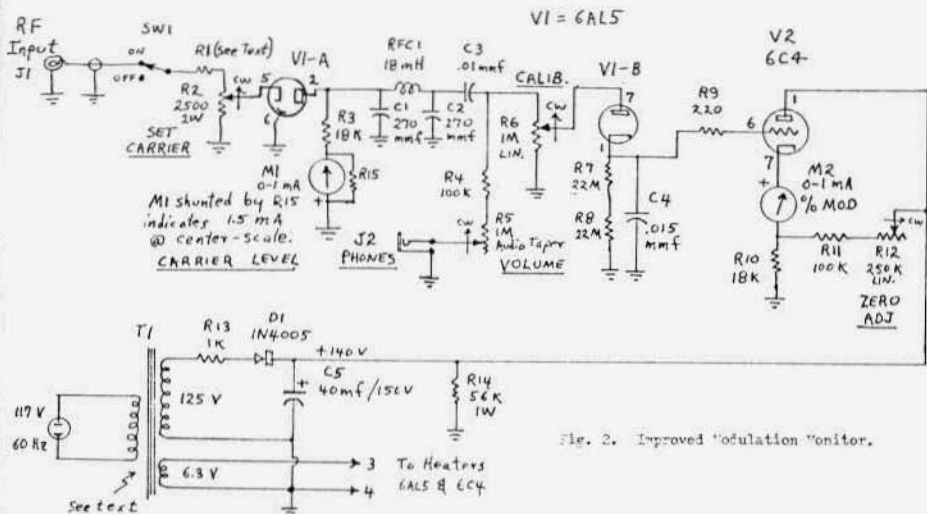 V1 = 6AL5
RF
Input
J1
SW1
ON
OFF
R1 (see Text)
CW
R2
2500
2W
SET
CARRIER
V1-A
5
2
6
RFC1
18 mH
C3
.01mmf
C1
270
mmf
C2
270
mmf
R3
18K
M1
0-1 mA
R15
+
M1 shunted by R15
indicates 1.5 mA
@ center-scale.
CARRIER LEVEL
R4
100K
CW
R5
1M
Audio Taper
VOLUME
J2
PHONES
CALIB.
CW
R6
1M
LIN.
V1-B
7
1
R7
22M
R8
22M
C4
.015
mmf
R9
220
V2
6C4
1
6
7
+
M2
0-1 mA
% MOD
R10
18K
R11
100K
CW
R12
250K
LIN.
ZERO
ADJ
T1
R13
1K
D1
1N4005
+140V
+
C5
40mf/150V
R14
56K
1W
125 V
117 V
60 Hz
6.3 V
3
4
To Heaters
6AL5 & 6C4
See text
Fig. 2. Improved Modulation Monitor.